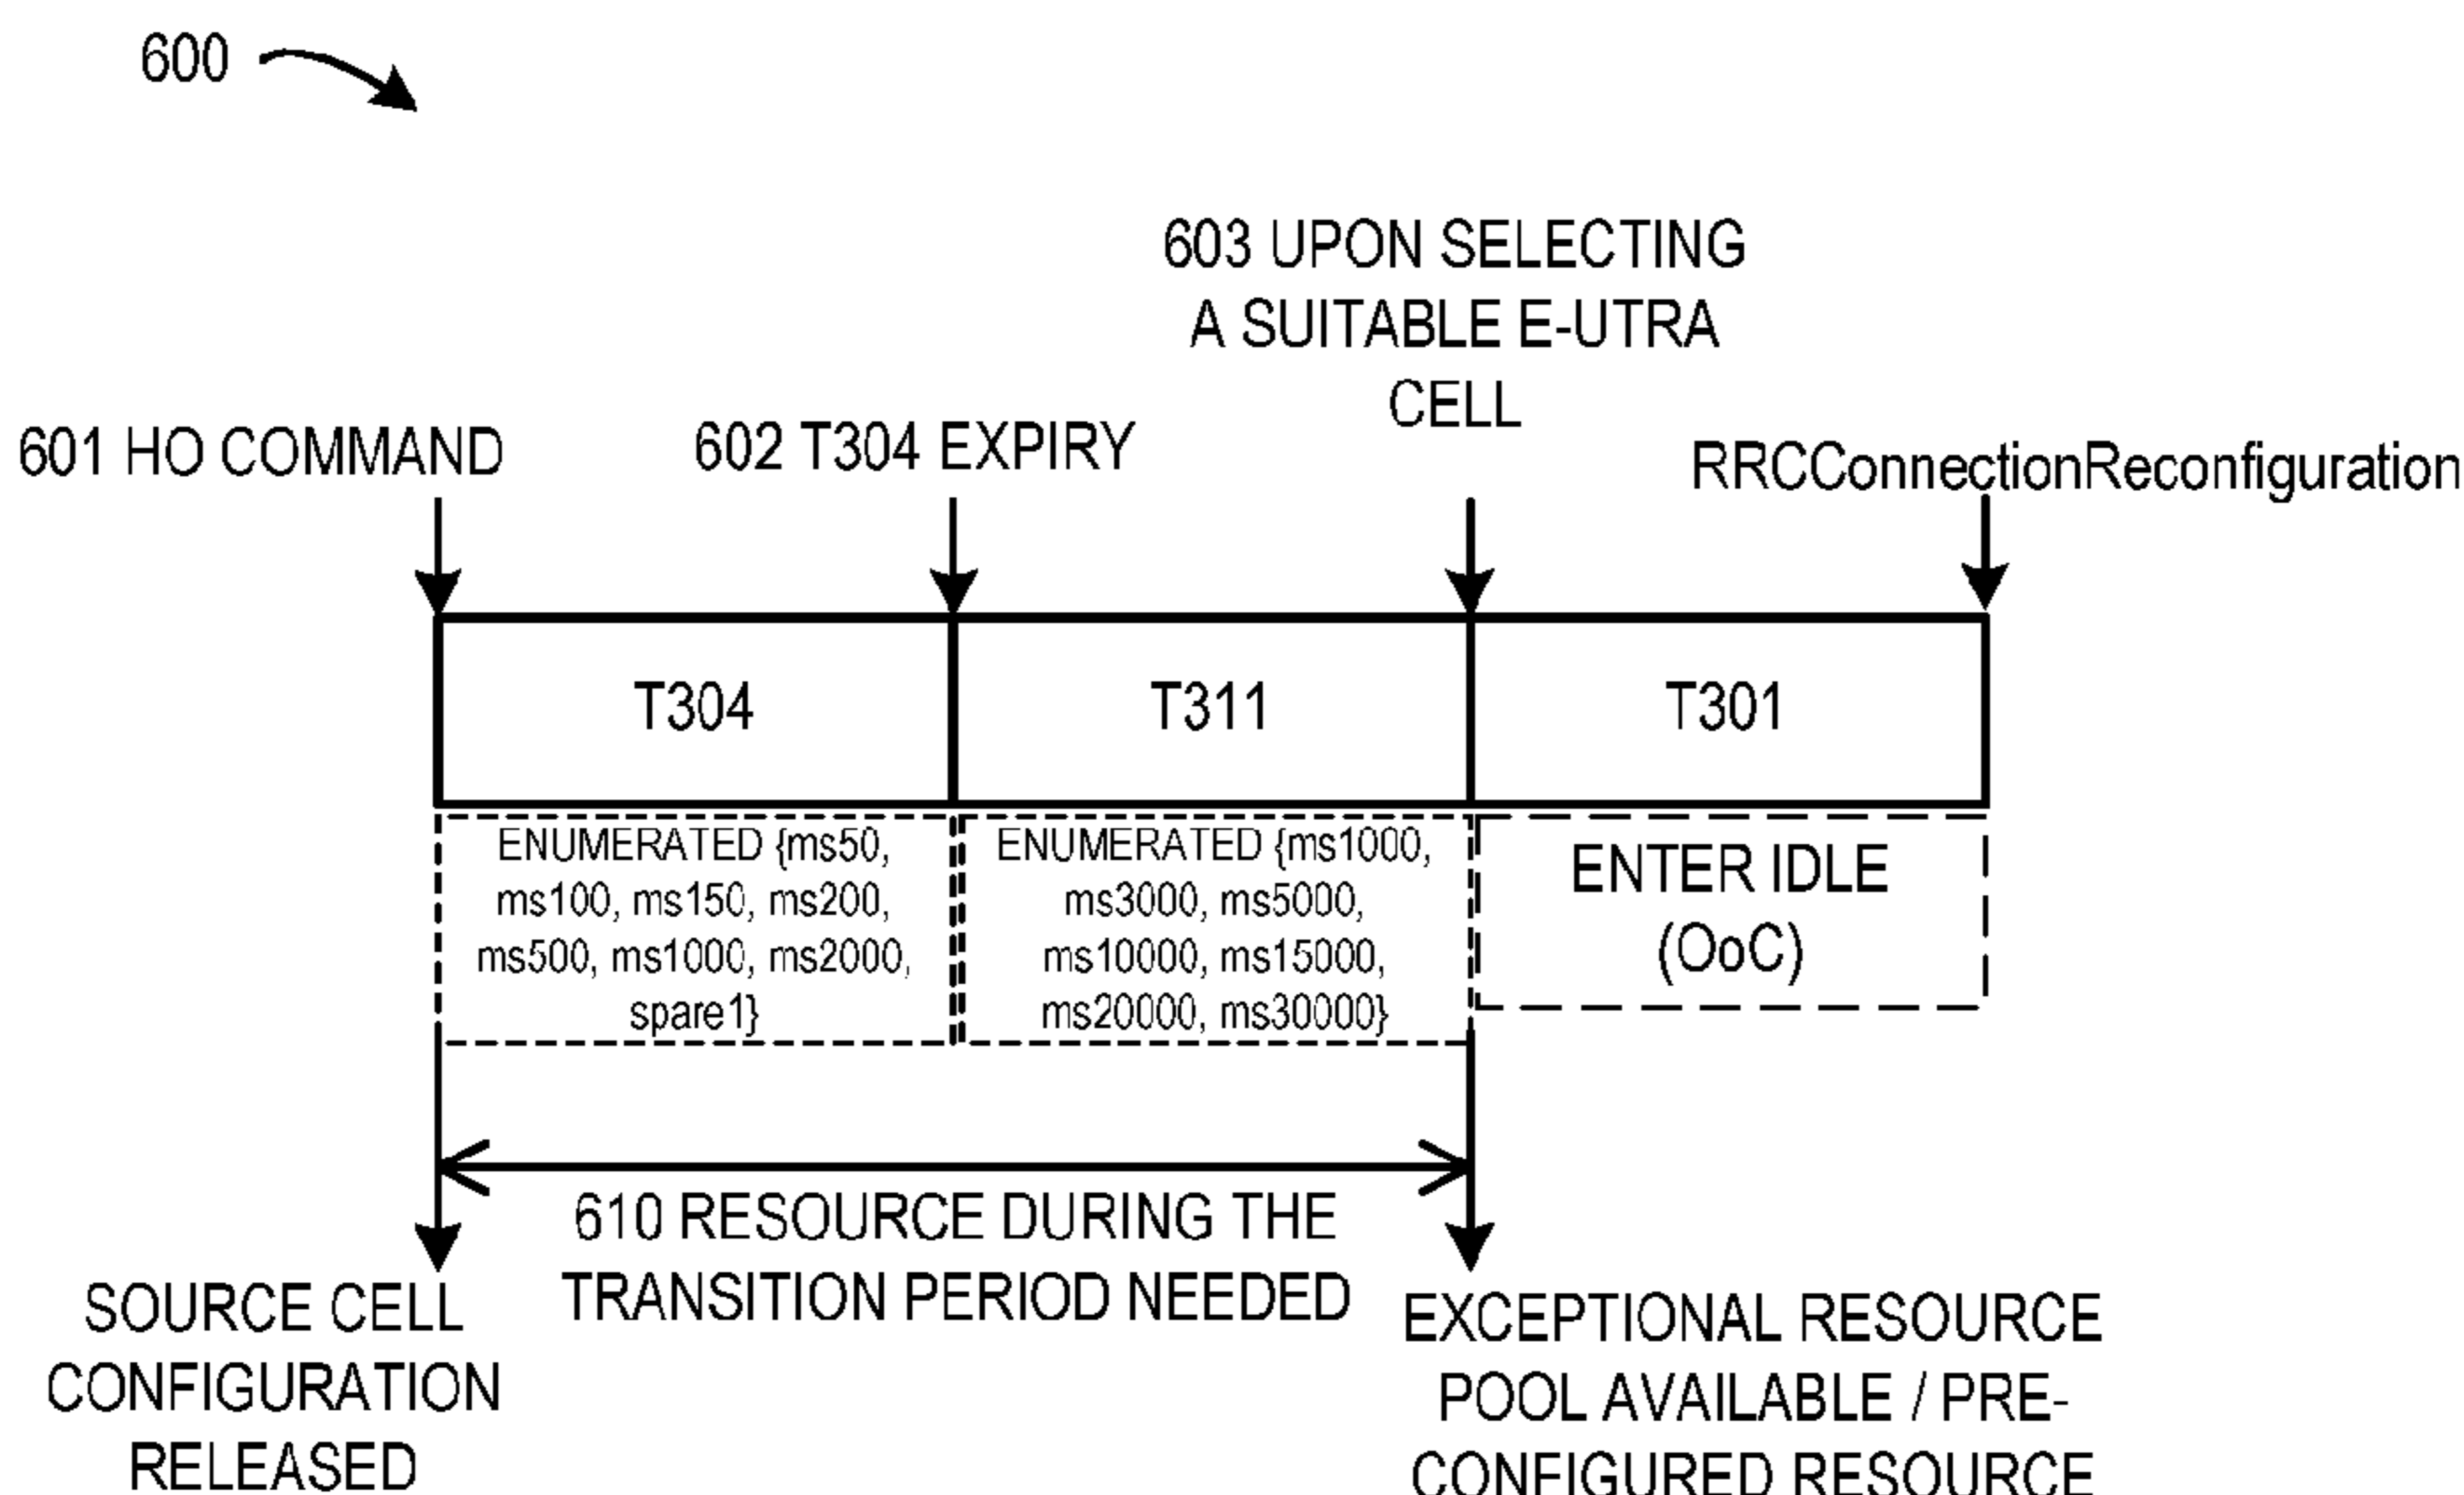 600
603 UPON SELECTING
A SUITABLE E-UTRA
CELL
601 HO COMMAND
602 T304 EXPIRY
RRCConnectionReconfiguration
T304
T311
T301
ENUMERATED {ms50,
ms100, ms150, ms200,
ms500, ms1000, ms2000,
spare1}
ENUMERATED {ms1000,
ms3000, ms5000,
ms10000, ms15000,
ms20000, ms30000}
ENTER IDLE
(OoC)
610 RESOURCE DURING THE
TRANSITION PERIOD NEEDED
SOURCE CELL
CONFIGURATION
RELEASED
EXCEPTIONAL RESOURCE
POOL AVAILABLE / PRE-
CONFIGURED RESOURCE